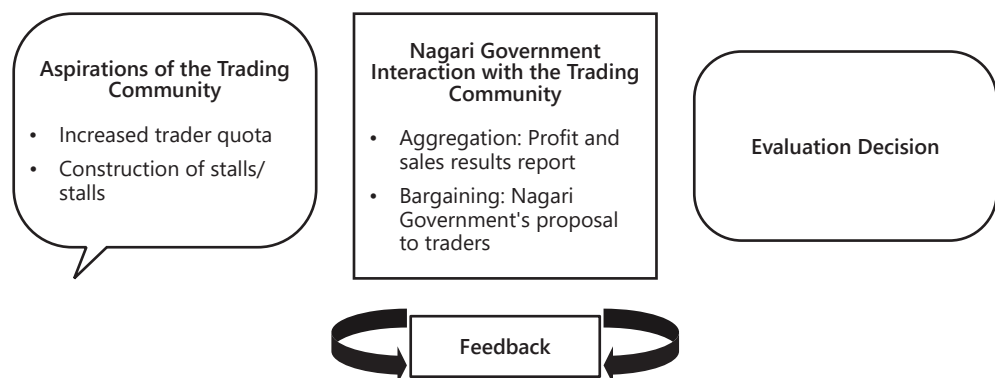 Aspirations of the Trading
Community
• Increased trader quota
• Construction of stalls/
stalls
Nagari Government
Interaction with the Trading
Community
• Aggregation: Profit and
sales results report
• Bargaining: Nagari
Government's proposal
to traders
Evaluation Decision
Feedback